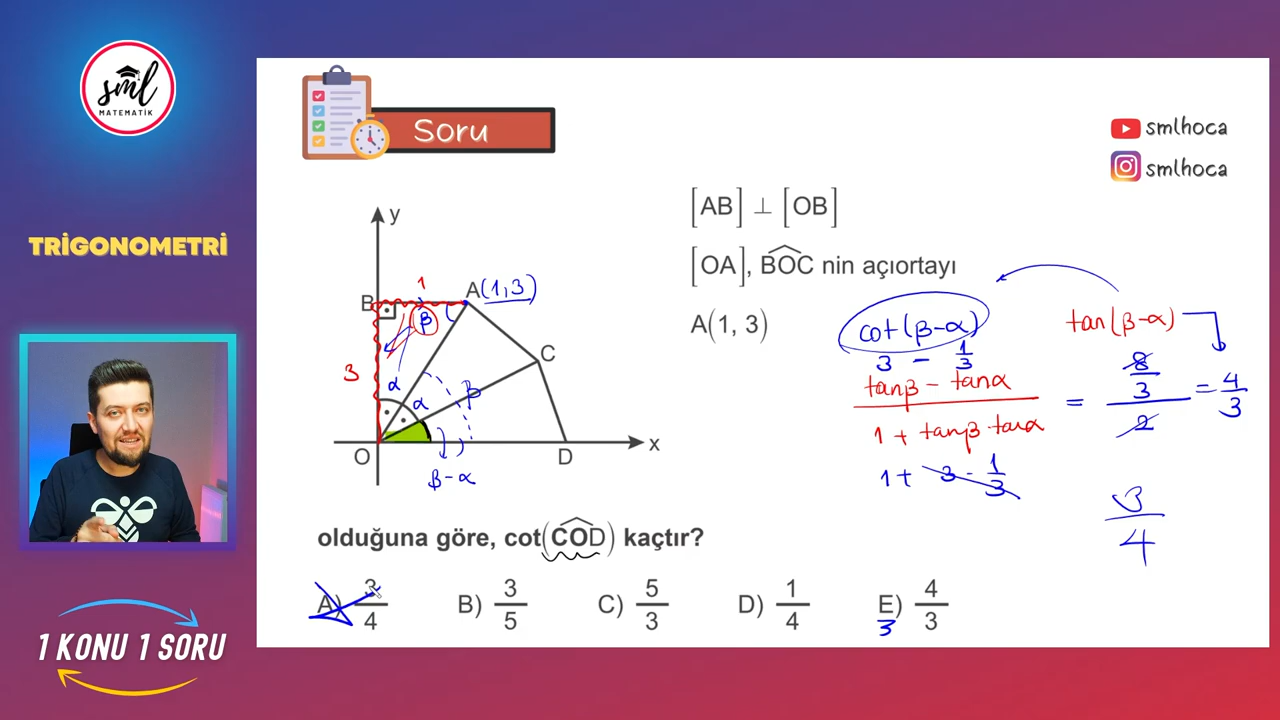 sml
MATEMATİK
Soru
smlhoca
smlhoca
TRİGONOMETRİ
[AB] ⊥ [OB]
[OA], BOC nin açıortayı
A(1, 3)
y
B
1
A (1,3)
β
3
α
α
β
C
O
D
x
β-α
cot(β-α)
tan(β-α)
3 - 1/3
tanβ - tanα
1 + tanβ · tanα
1 + 3 · 1/3
=
8/3
2
= 4/3
3/4
olduğuna göre, cot(COD) kaçtır?
A) 3/4 B) 3/5 C) 5/3 D) 1/4 E) 4/3
3
1 KONU 1 SORU